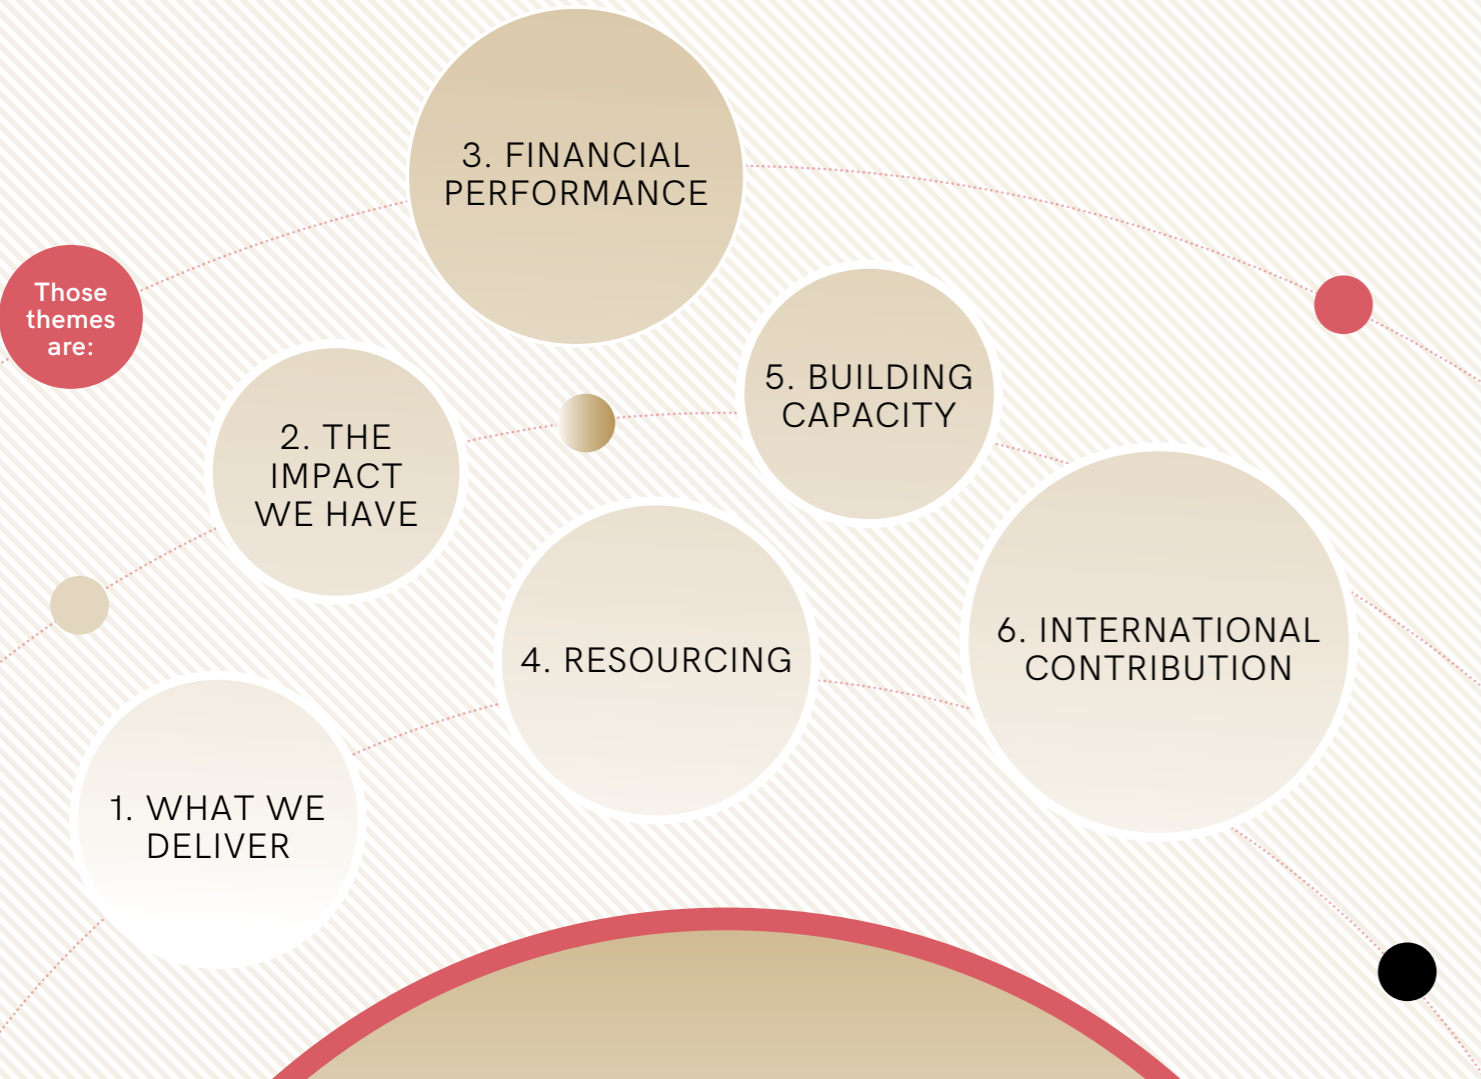 Those
themes
are:
1. WHAT WE
DELIVER
2. THE
IMPACT
WE HAVE
3. FINANCIAL
PERFORMANCE
4. RESOURCING
5. BUILDING
CAPACITY
6. INTERNATIONAL
CONTRIBUTION